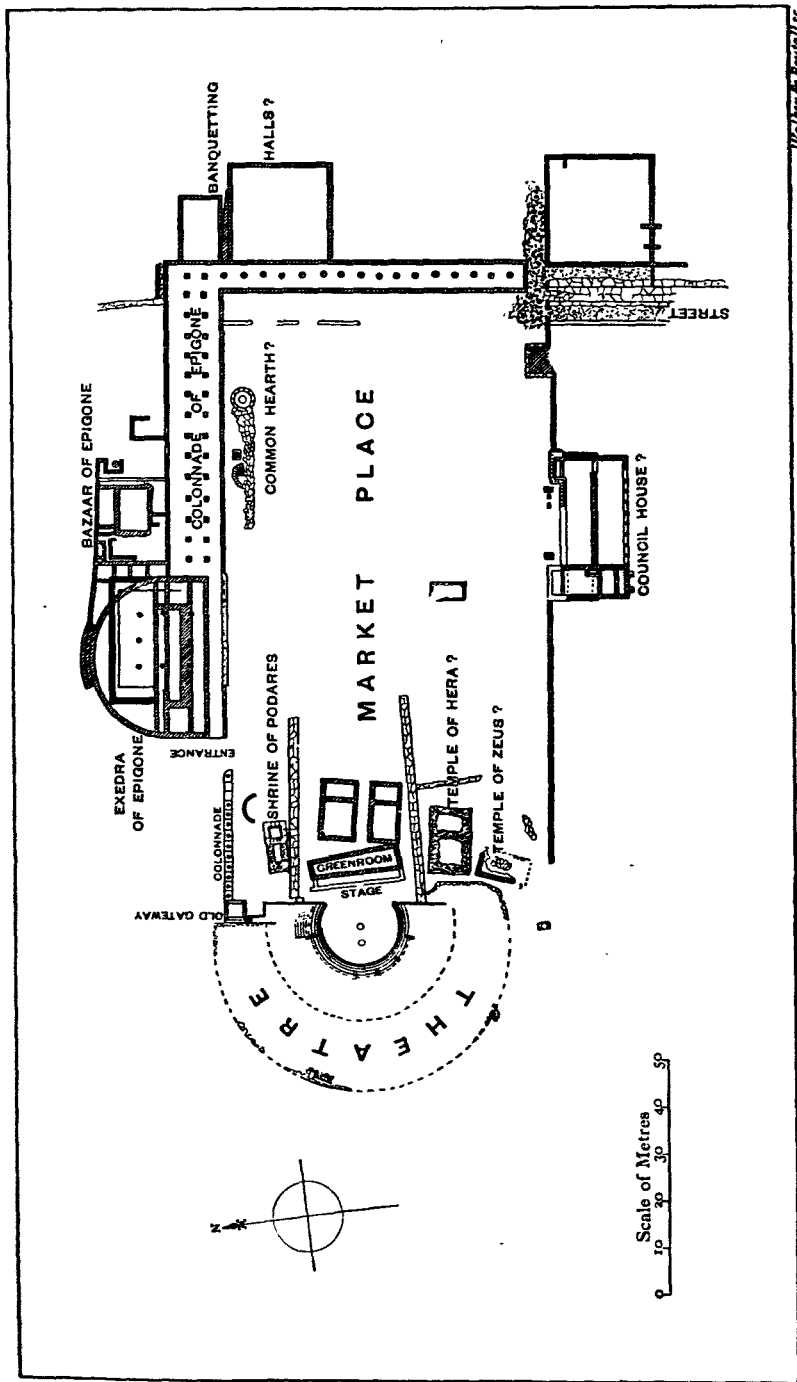 BANQUETTING
HALLS?
BAZAAR OF EPIGONE
COLONNADE OF EPIGONE
COMMON HEARTH?
STREET
MARKET PLACE
COUNCIL HOUSE?
EXEDRA
OF EPIGONE
ENTRANCE
COLONNADE
SHRINE OF PODARES
OLD GATEWAY
GREENROOM
STAGE
TEMPLE OF HERA?
TEMPLE OF ZEUS?
THEATRE
N
Scale of Metres
0 10 20 30 40 50